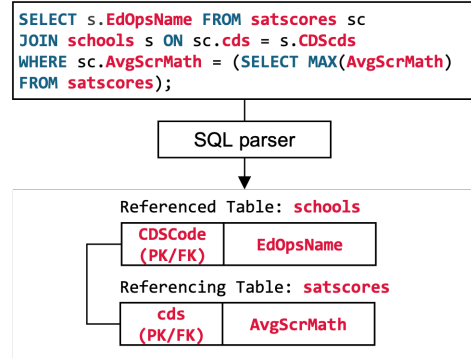 SELECT s.EdOpsName FROM satscores sc
JOIN schools s ON sc.cds = s.CDScds
WHERE sc.AvgScrMath = (SELECT MAX(AvgScrMath)
FROM satscores);
SQL parser
Referenced Table: schools
CDSCode
(PK/FK)
EdOpsName
Referencing Table: satscores
cds
(PK/FK)
AvgScrMath